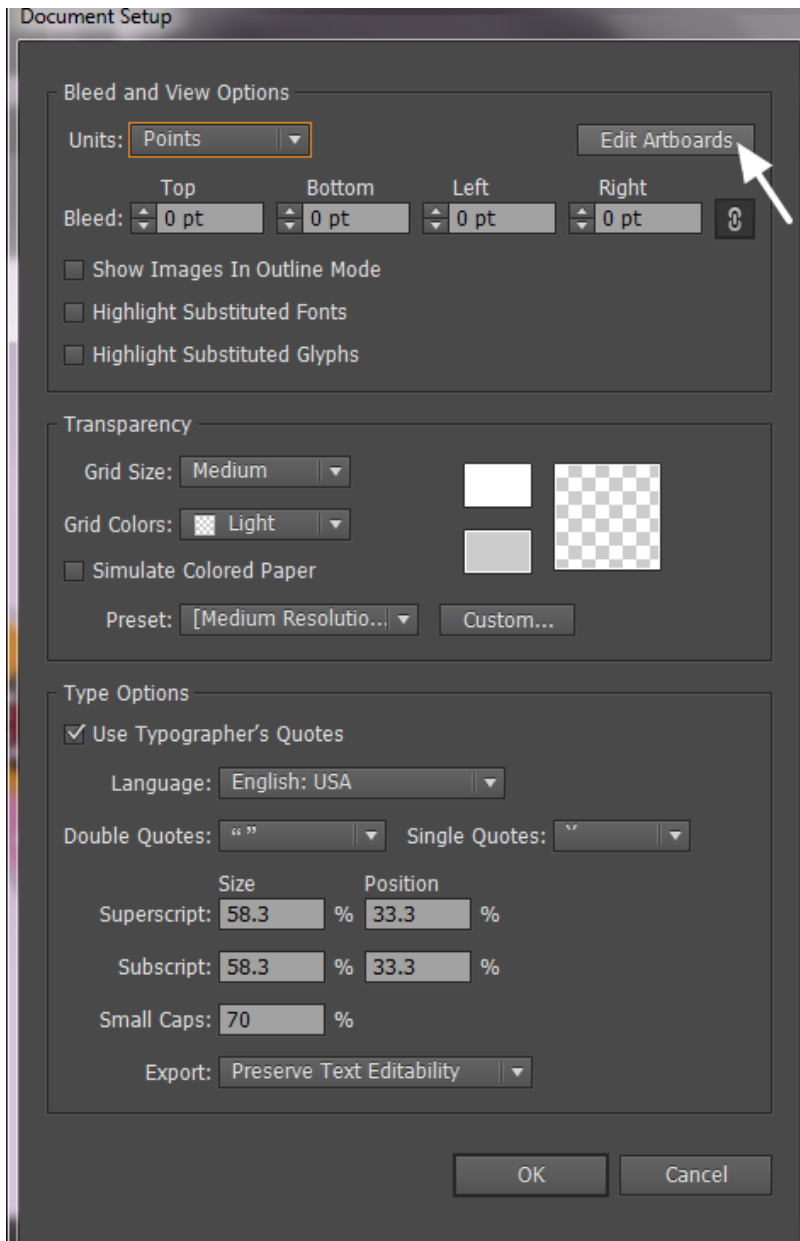 Document Setup
Bleed and View Options
Units: Points Edit Artboards
Top Bottom Left Right
Bleed: 0 pt 0 pt 0 pt 0 pt
Show Images In Outline Mode
Highlight Substituted Fonts
Highlight Substituted Glyphs
Transparency
Grid Size: Medium
Grid Colors: Light
Simulate Colored Paper
Preset: [Medium Resolutio... Custom...
Type Options
Use Typographer’s Quotes
Language: English: USA
Double Quotes: “ ” Single Quotes: ‘’
Size Position
Superscript: 58.3 % 33.3 %
Subscript: 58.3 % 33.3 %
Small Caps: 70 %
Export: Preserve Text Editability
OK Cancel